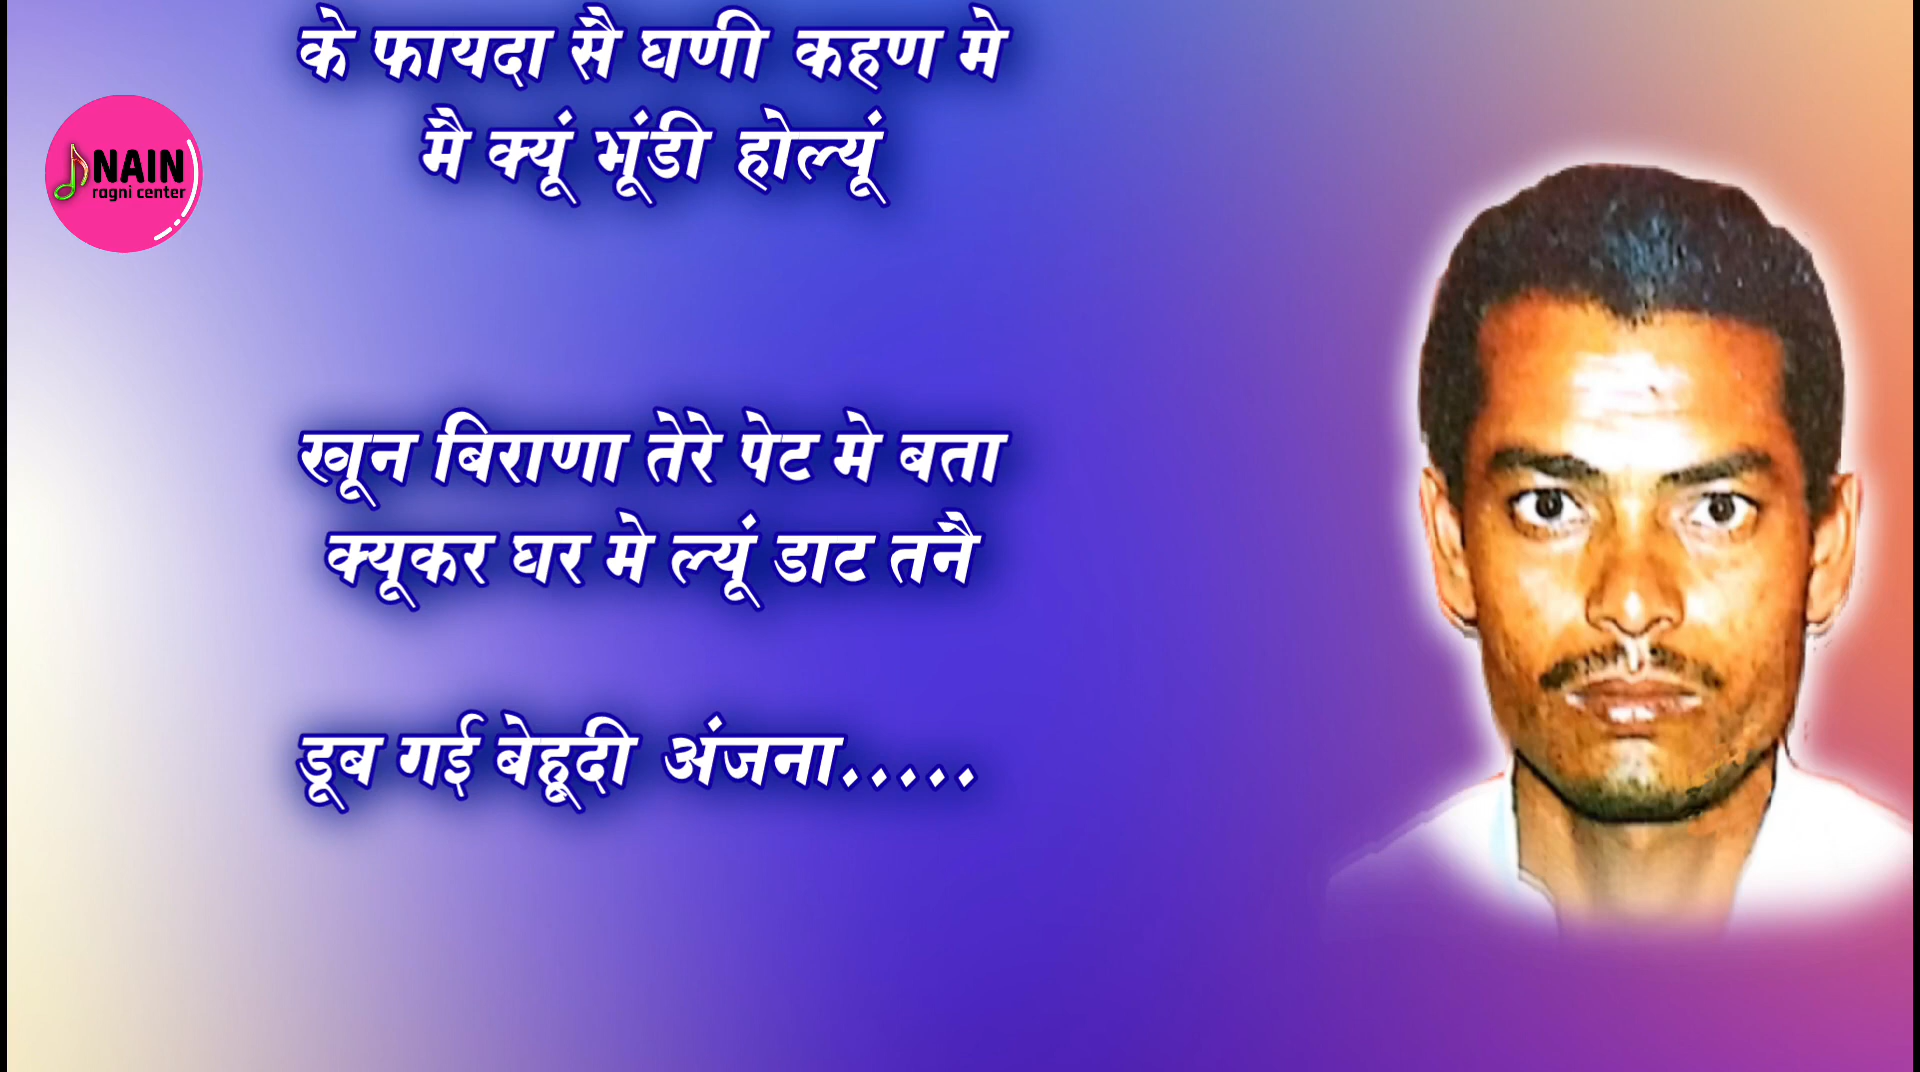 के फायदा सै घणी कहण मे
मै क्यूं भूंडी होल्यूं
NAIN
ragni center
खून बिराणा तेरे पेट मे बता
क्यूकर घर मे ल्यूं डाट तनै
डूब गई बेहूदी अंजना.....